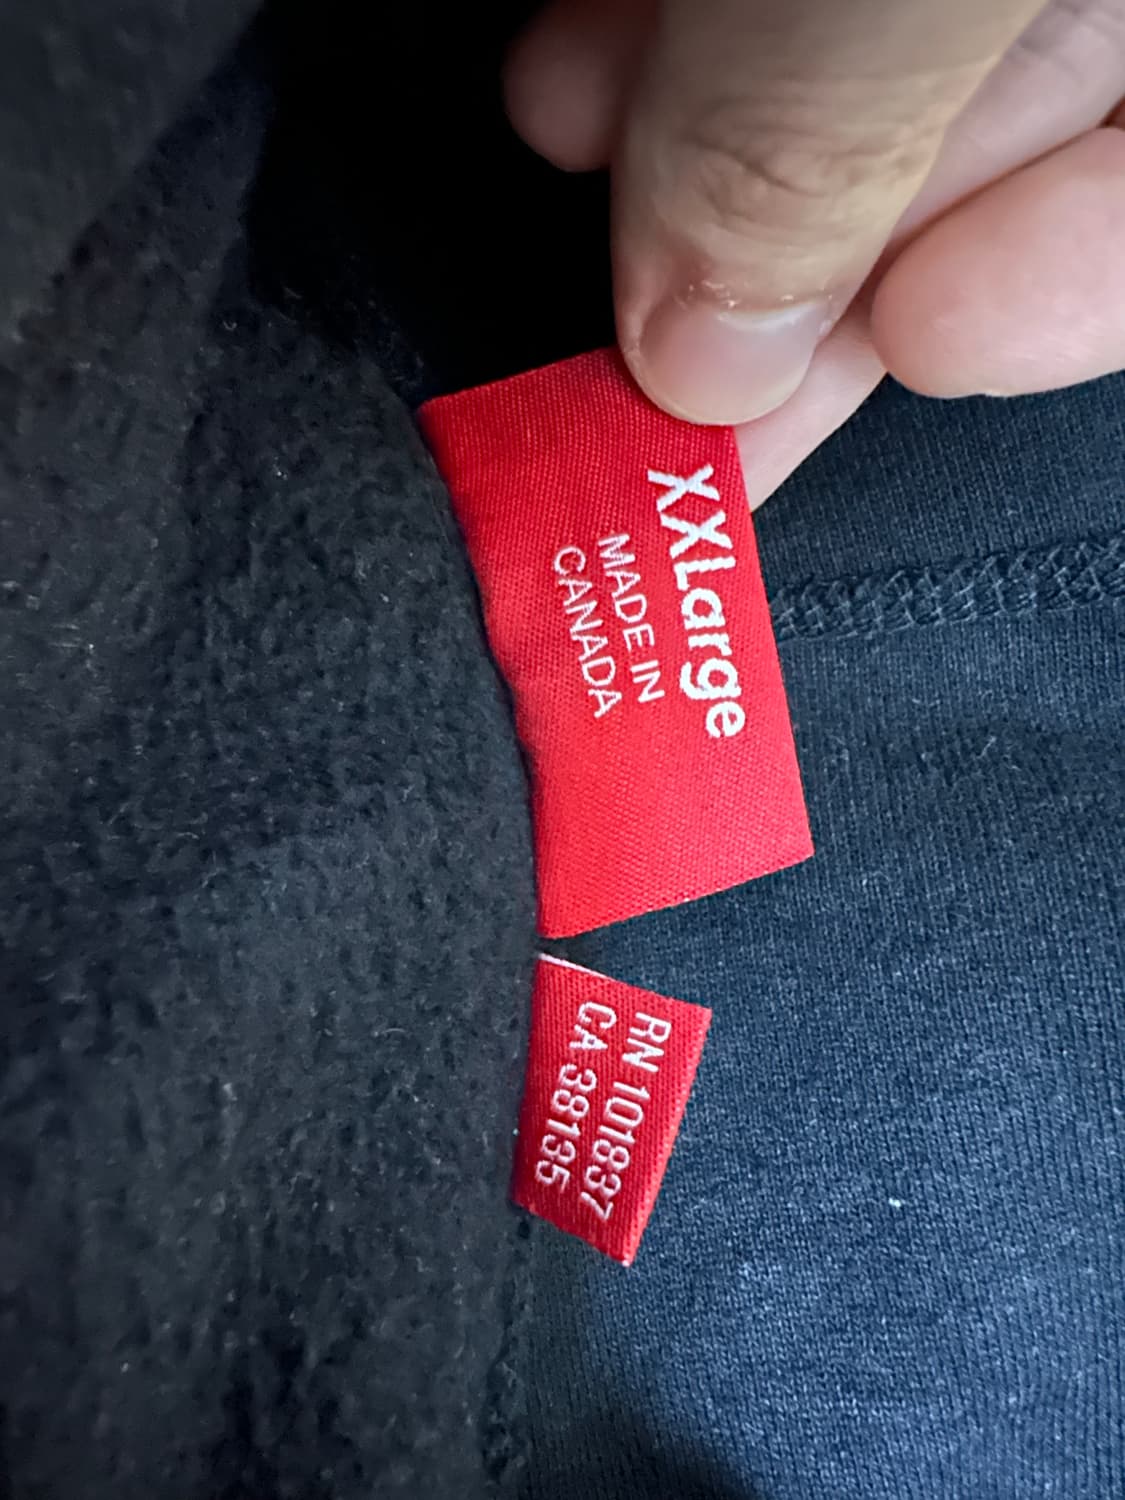 XXLarge
MADE IN
CANADA
RN 101837
CA 38135